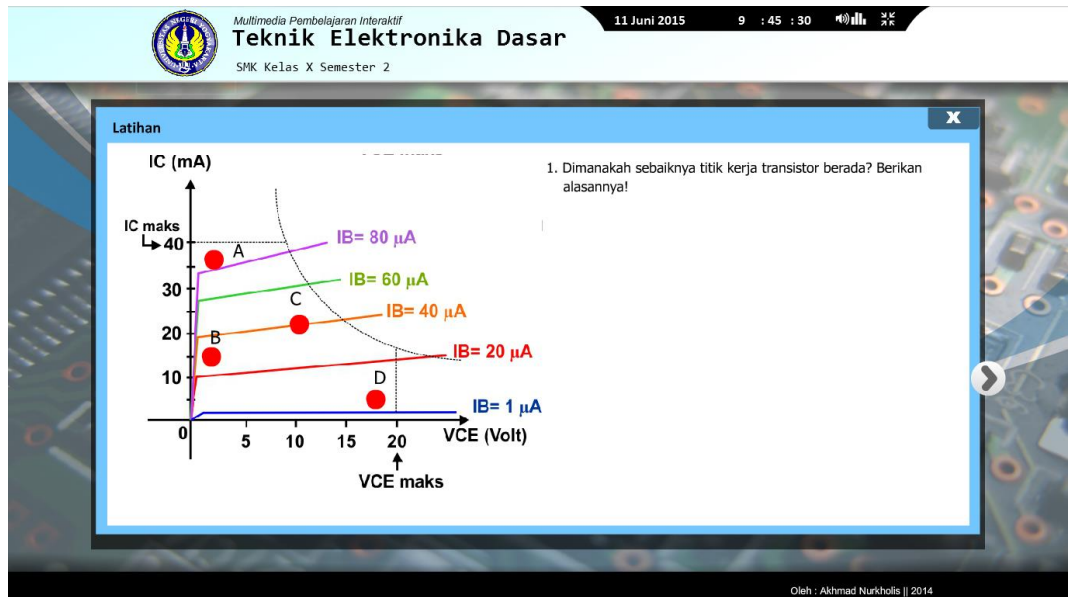 Multimedia Pembelajaran Interaktif
Teknik Elektronika Dasar
SMK Kelas X Semester 2
11 Juni 2015 9 : 45 : 30
Latihan
X
IC (mA)
1. Dimanakah sebaiknya titik kerja transistor berada? Berikan
alasannya!
IC maks
40
A
IB= 80 µA
IB= 60 µA
30
C
IB= 40 µA
20
B
IB= 20 µA
10
D
IB= 1 µA
0
5 10 15 20
VCE (Volt)
VCE maks
Oleh : Akhmad Nurkholis || 2014